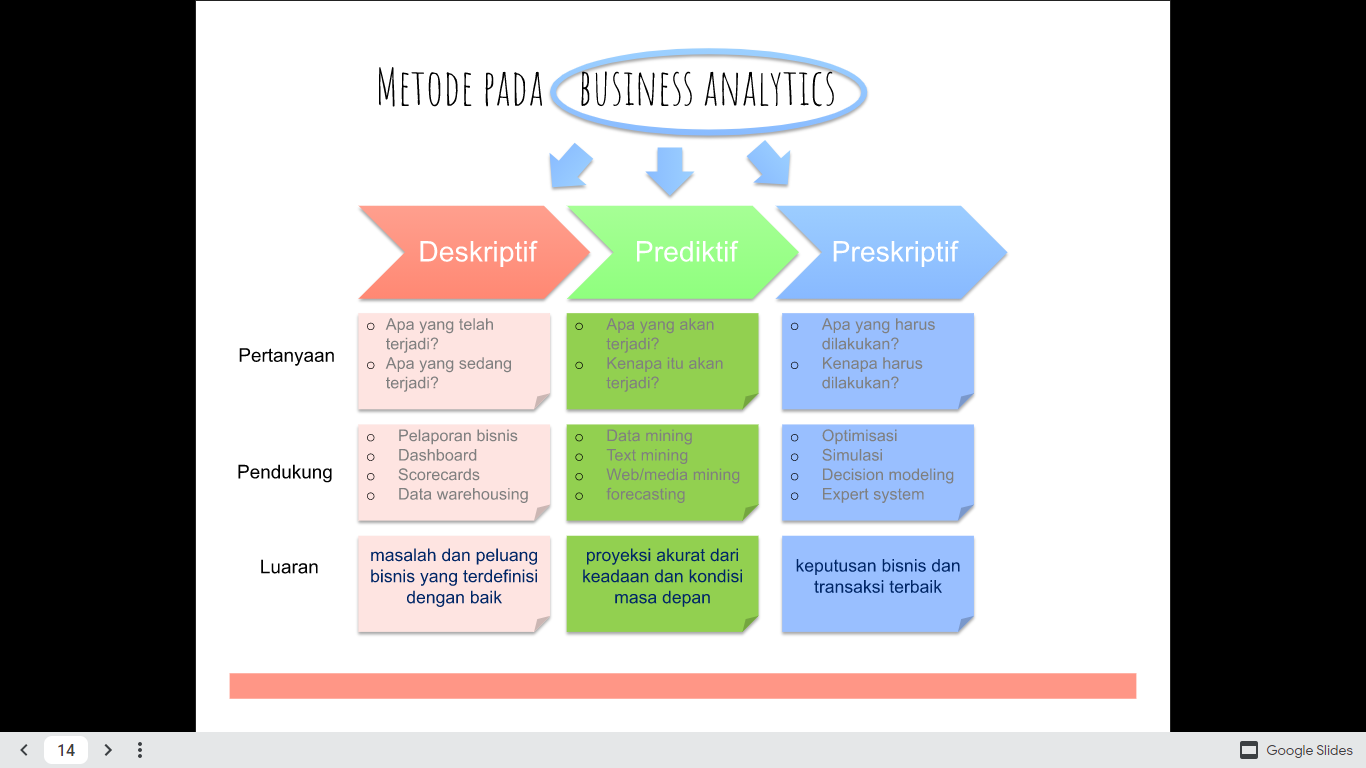 METODE PADA BUSINESS ANALYTICS
Deskriptif
Prediktif
Preskriptif
Pertanyaan
Apa yang telah
terjadi?
Apa yang sedang
terjadi?
Apa yang akan
terjadi?
Kenapa itu akan
terjadi?
Apa yang harus
dilakukan?
Kenapa harus
dilakukan?
Pendukung
Pelaporan bisnis
Dashboard
Scorecards
Data warehousing
Data mining
Text mining
Web/media mining
forecasting
Optimisasi
Simulasi
Decision modeling
Expert system
Luaran
masalah dan peluang
bisnis yang terdefinisi
dengan baik
proyeksi akurat dari
keadaan dan kondisi
masa depan
keputusan bisnis dan
transaksi terbaik
14
Google Slides